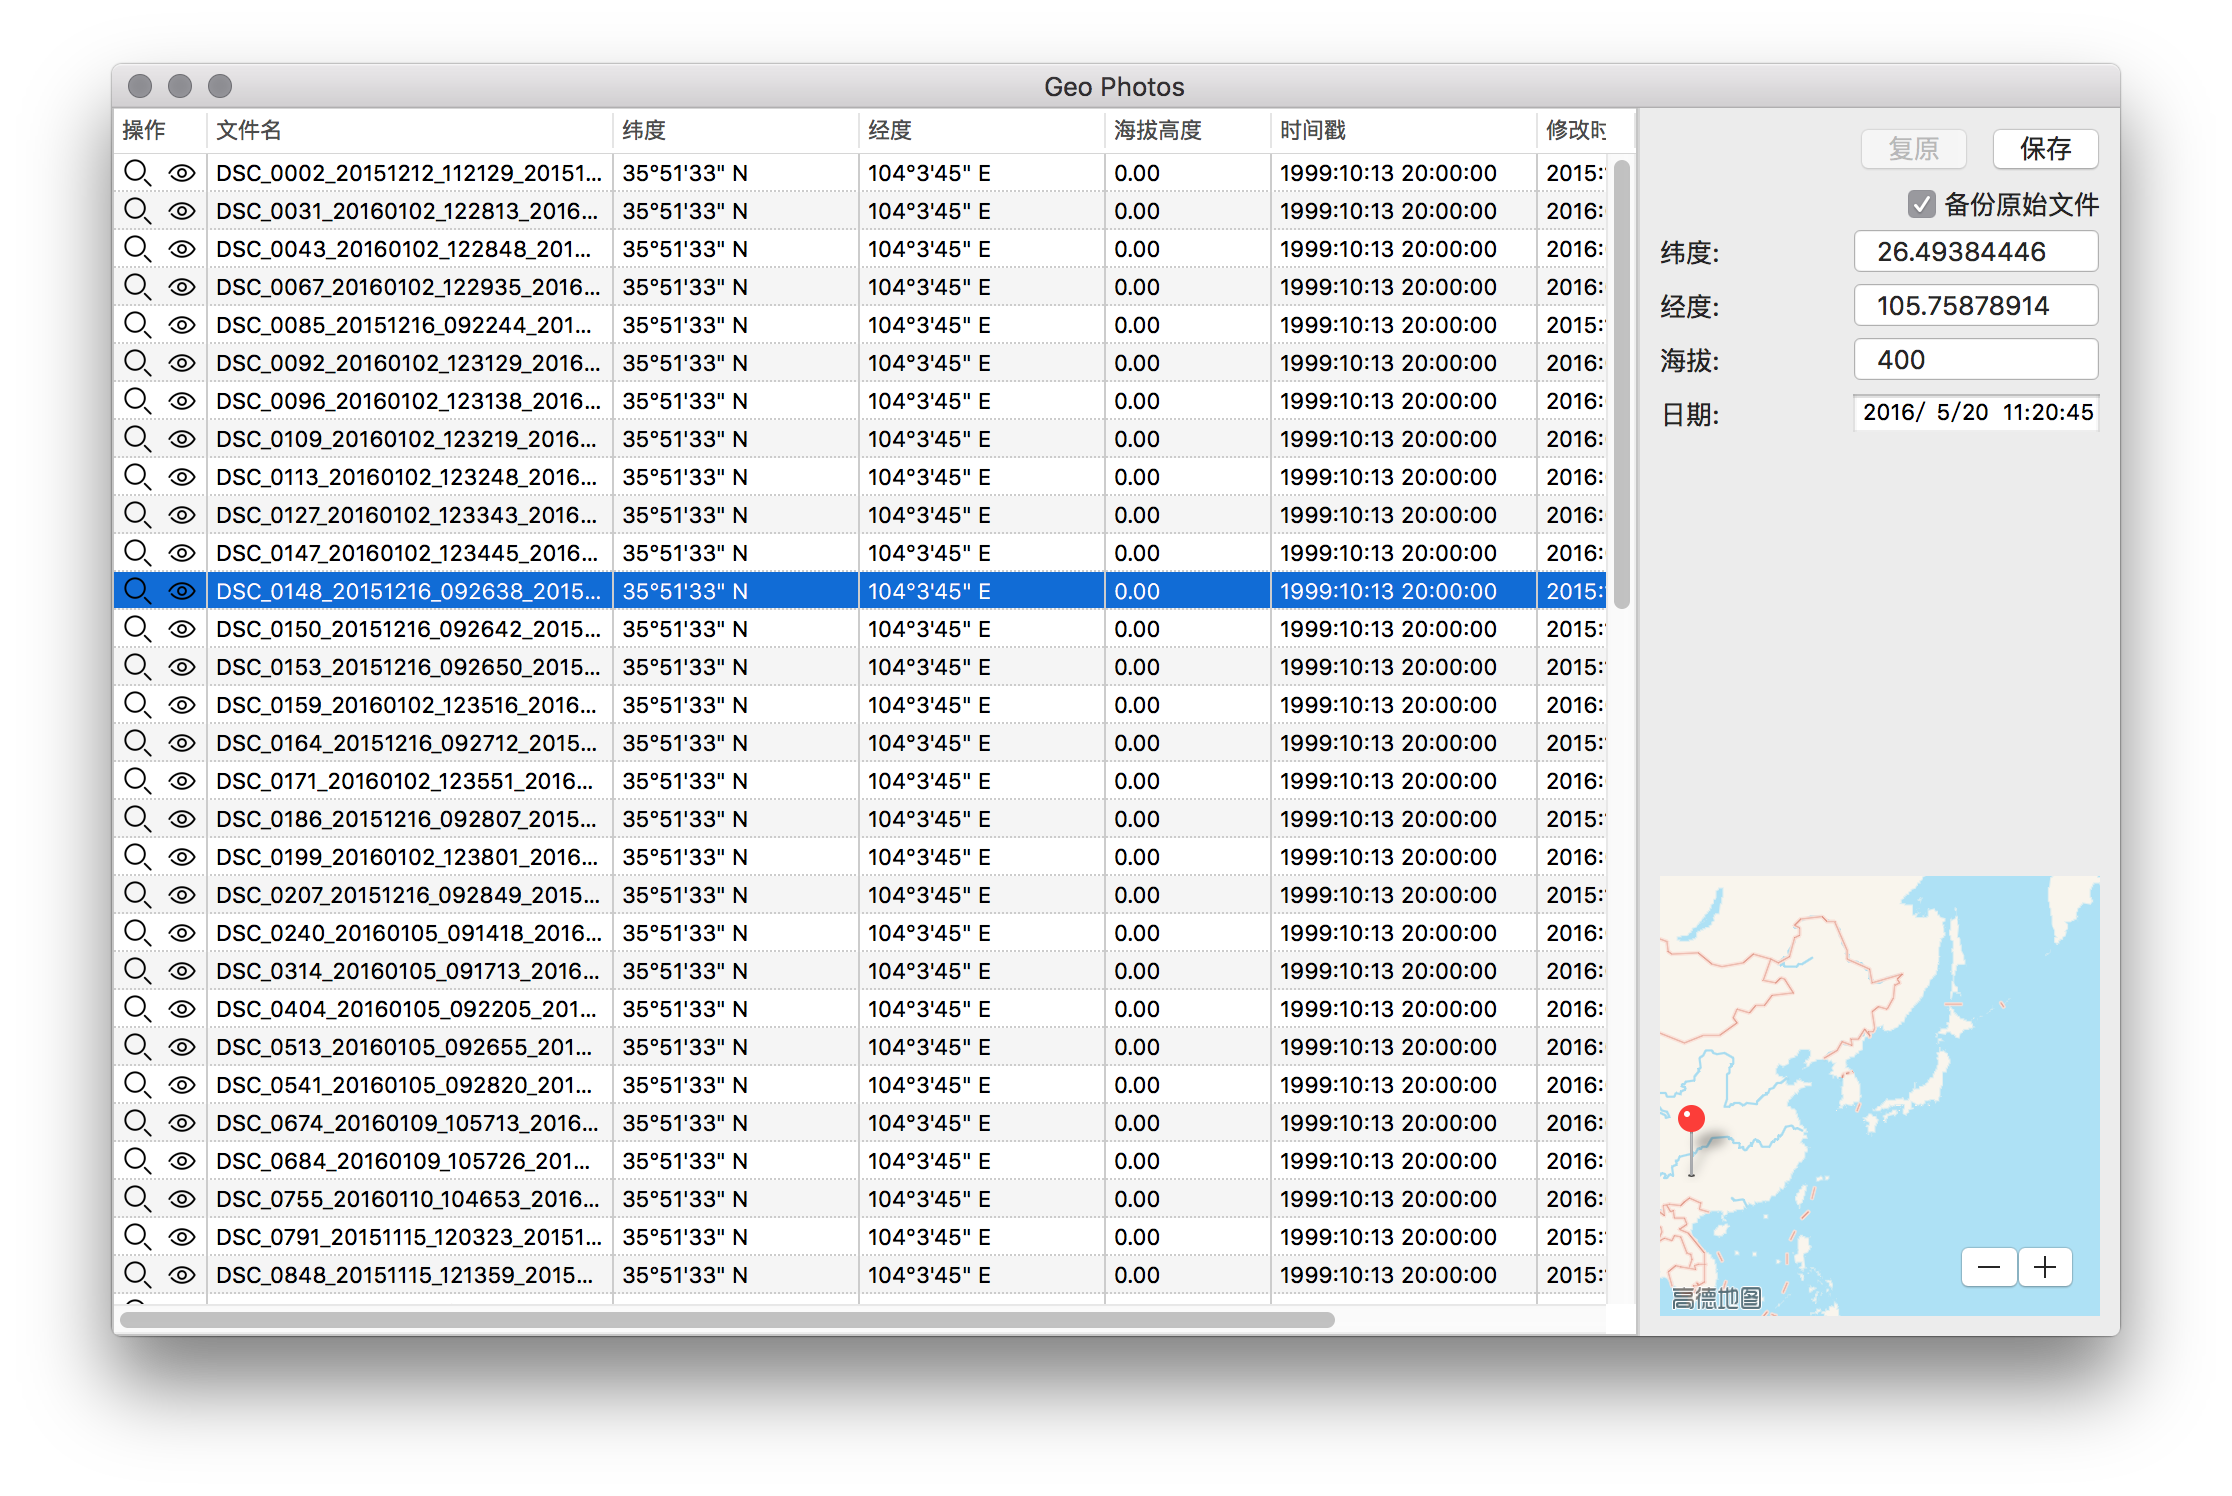 Geo Photos
操作 文件名 纬度 经度 海拔高度 时间戳 修改时
DSC_0002_20151212_112129_20151... 35°51'33" N 104°3'45" E 0.00 1999:10:13 20:00:00 2015:
DSC_0031_20160102_122813_2016... 35°51'33" N 104°3'45" E 0.00 1999:10:13 20:00:00 2016:
DSC_0043_20160102_122848_201... 35°51'33" N 104°3'45" E 0.00 1999:10:13 20:00:00 2016:
DSC_0067_20160102_122935_2016... 35°51'33" N 104°3'45" E 0.00 1999:10:13 20:00:00 2016:
DSC_0085_20151216_092244_201... 35°51'33" N 104°3'45" E 0.00 1999:10:13 20:00:00 2015:
DSC_0092_20160102_123129_2016... 35°51'33" N 104°3'45" E 0.00 1999:10:13 20:00:00 2016:
DSC_0096_20160102_123138_2016... 35°51'33" N 104°3'45" E 0.00 1999:10:13 20:00:00 2016:
DSC_0109_20160102_123219_2016... 35°51'33" N 104°3'45" E 0.00 1999:10:13 20:00:00 2016:
DSC_0113_20160102_123248_2016... 35°51'33" N 104°3'45" E 0.00 1999:10:13 20:00:00 2016:
DSC_0127_20160102_123343_2016... 35°51'33" N 104°3'45" E 0.00 1999:10:13 20:00:00 2016:
DSC_0147_20160102_123445_2016... 35°51'33" N 104°3'45" E 0.00 1999:10:13 20:00:00 2016:
DSC_0148_20151216_092638_2015... 35°51'33" N 104°3'45" E 0.00 1999:10:13 20:00:00 2015:
DSC_0150_20151216_092642_2015... 35°51'33" N 104°3'45" E 0.00 1999:10:13 20:00:00 2015:
DSC_0153_20151216_092650_2015... 35°51'33" N 104°3'45" E 0.00 1999:10:13 20:00:00 2015:
DSC_0159_20160102_123516_2016... 35°51'33" N 104°3'45" E 0.00 1999:10:13 20:00:00 2016:
DSC_0164_20151216_092712_2015... 35°51'33" N 104°3'45" E 0.00 1999:10:13 20:00:00 2015:
DSC_0171_20160102_123551_2016... 35°51'33" N 104°3'45" E 0.00 1999:10:13 20:00:00 2016:
DSC_0186_20151216_092807_2015... 35°51'33" N 104°3'45" E 0.00 1999:10:13 20:00:00 2015:
DSC_0199_20160102_123801_2016... 35°51'33" N 104°3'45" E 0.00 1999:10:13 20:00:00 2016:
DSC_0207_20151216_092849_2015... 35°51'33" N 104°3'45" E 0.00 1999:10:13 20:00:00 2015:
DSC_0240_20160105_091418_2016... 35°51'33" N 104°3'45" E 0.00 1999:10:13 20:00:00 2016:
DSC_0314_20160105_091713_2016... 35°51'33" N 104°3'45" E 0.00 1999:10:13 20:00:00 2016:
DSC_0404_20160105_092205_201... 35°51'33" N 104°3'45" E 0.00 1999:10:13 20:00:00 2016:
DSC_0513_20160105_092655_201... 35°51'33" N 104°3'45" E 0.00 1999:10:13 20:00:00 2016:
DSC_0541_20160105_092820_201... 35°51'33" N 104°3'45" E 0.00 1999:10:13 20:00:00 2016:
DSC_0674_20160109_105713_2016... 35°51'33" N 104°3'45" E 0.00 1999:10:13 20:00:00 2016:
DSC_0684_20160109_105726_201... 35°51'33" N 104°3'45" E 0.00 1999:10:13 20:00:00 2016:
DSC_0755_20160110_104653_2016... 35°51'33" N 104°3'45" E 0.00 1999:10:13 20:00:00 2016:
DSC_0791_20151115_120323_20151... 35°51'33" N 104°3'45" E 0.00 1999:10:13 20:00:00 2015:
DSC_0848_20151115_121359_2015... 35°51'33" N 104°3'45" E 0.00 1999:10:13 20:00:00 2015:
复原 保存
备份原始文件
纬度: 26.49384446
经度: 105.75878914
海拔: 400
日期: 2016/ 5/20 11:20:45
高德地图